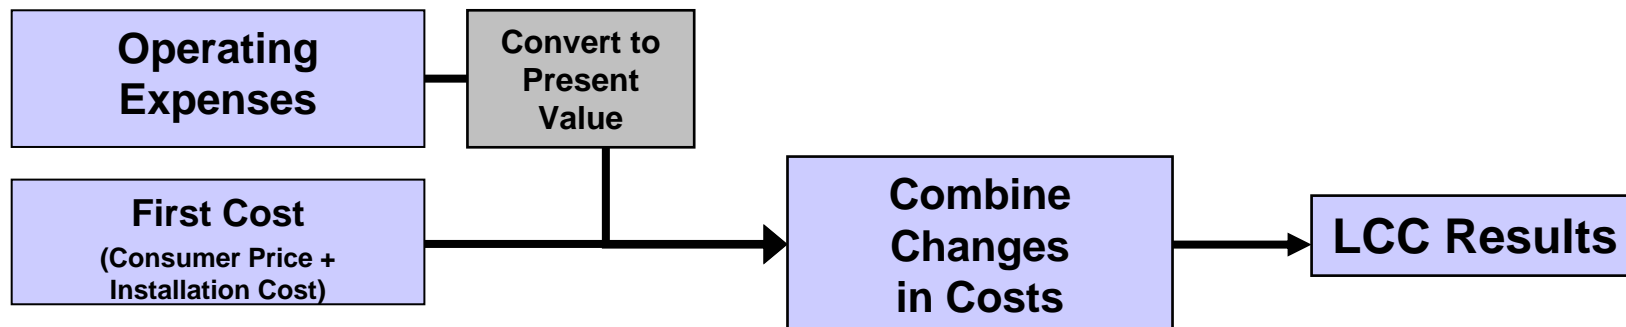 Operating
Expenses
Convert to
Present
Value
First Cost
(Consumer Price +
Installation Cost)
Combine
Changes
in Costs
LCC Results